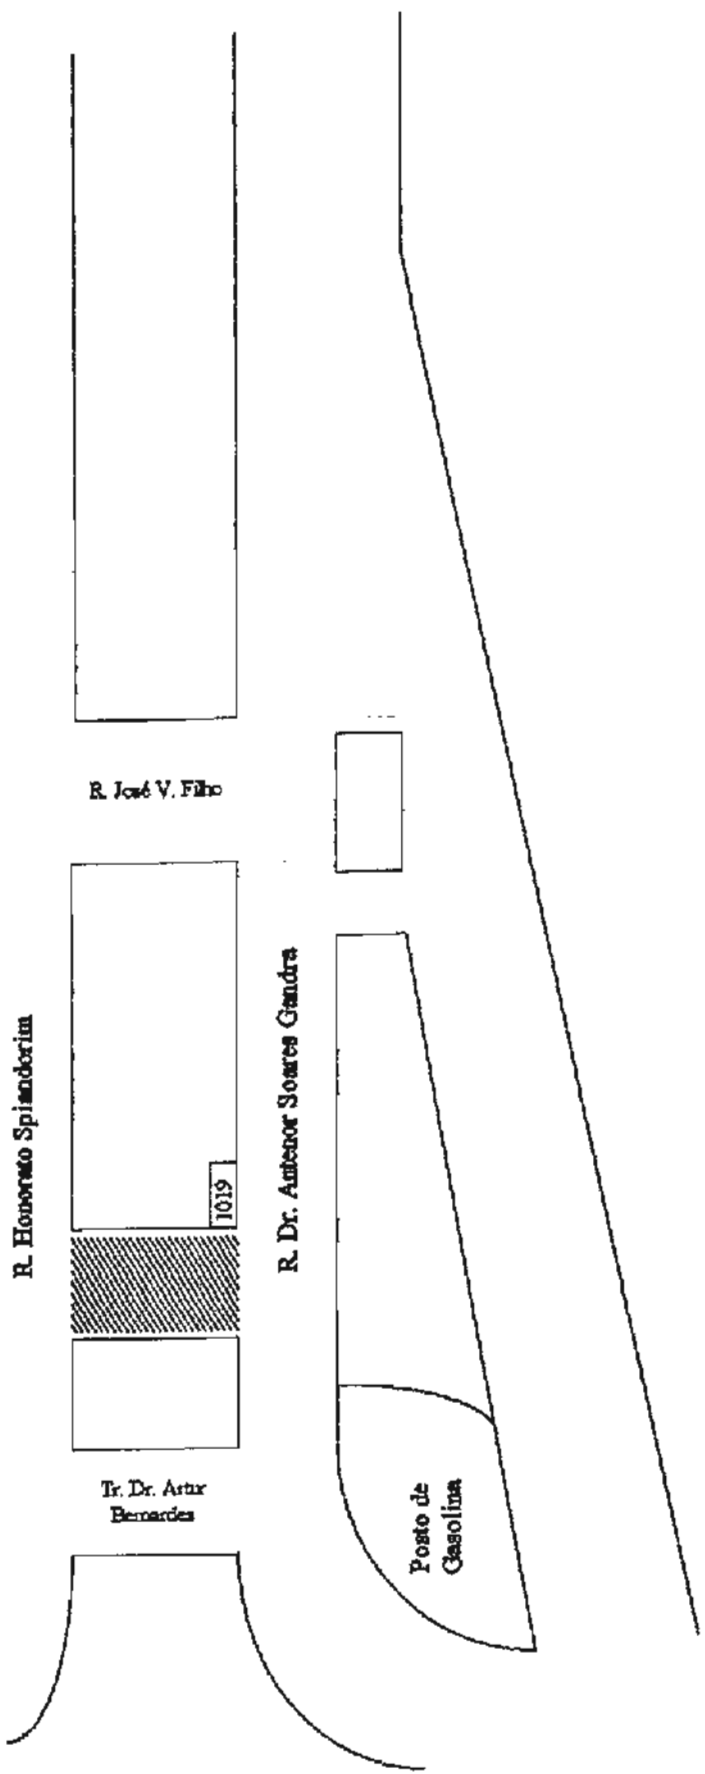 R. José V. Filho
R. Honorato Spiandorim
R. Dr. Antenor Soares Gandra
1019
Tr. Dr. Artur
Bernardes
Posto de
Gasolina